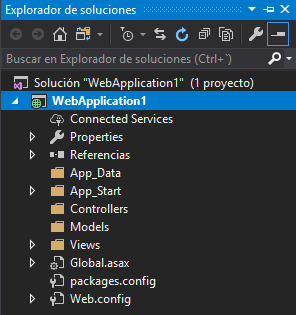 Explorador de soluciones
Buscar en Explorador de soluciones (Ctrl+`)
Solución "WebApplication1" (1 proyecto)
WebApplication1
Connected Services
Properties
Referencias
App_Data
App_Start
Controllers
Models
Views
Global.asax
packages.config
Web.config